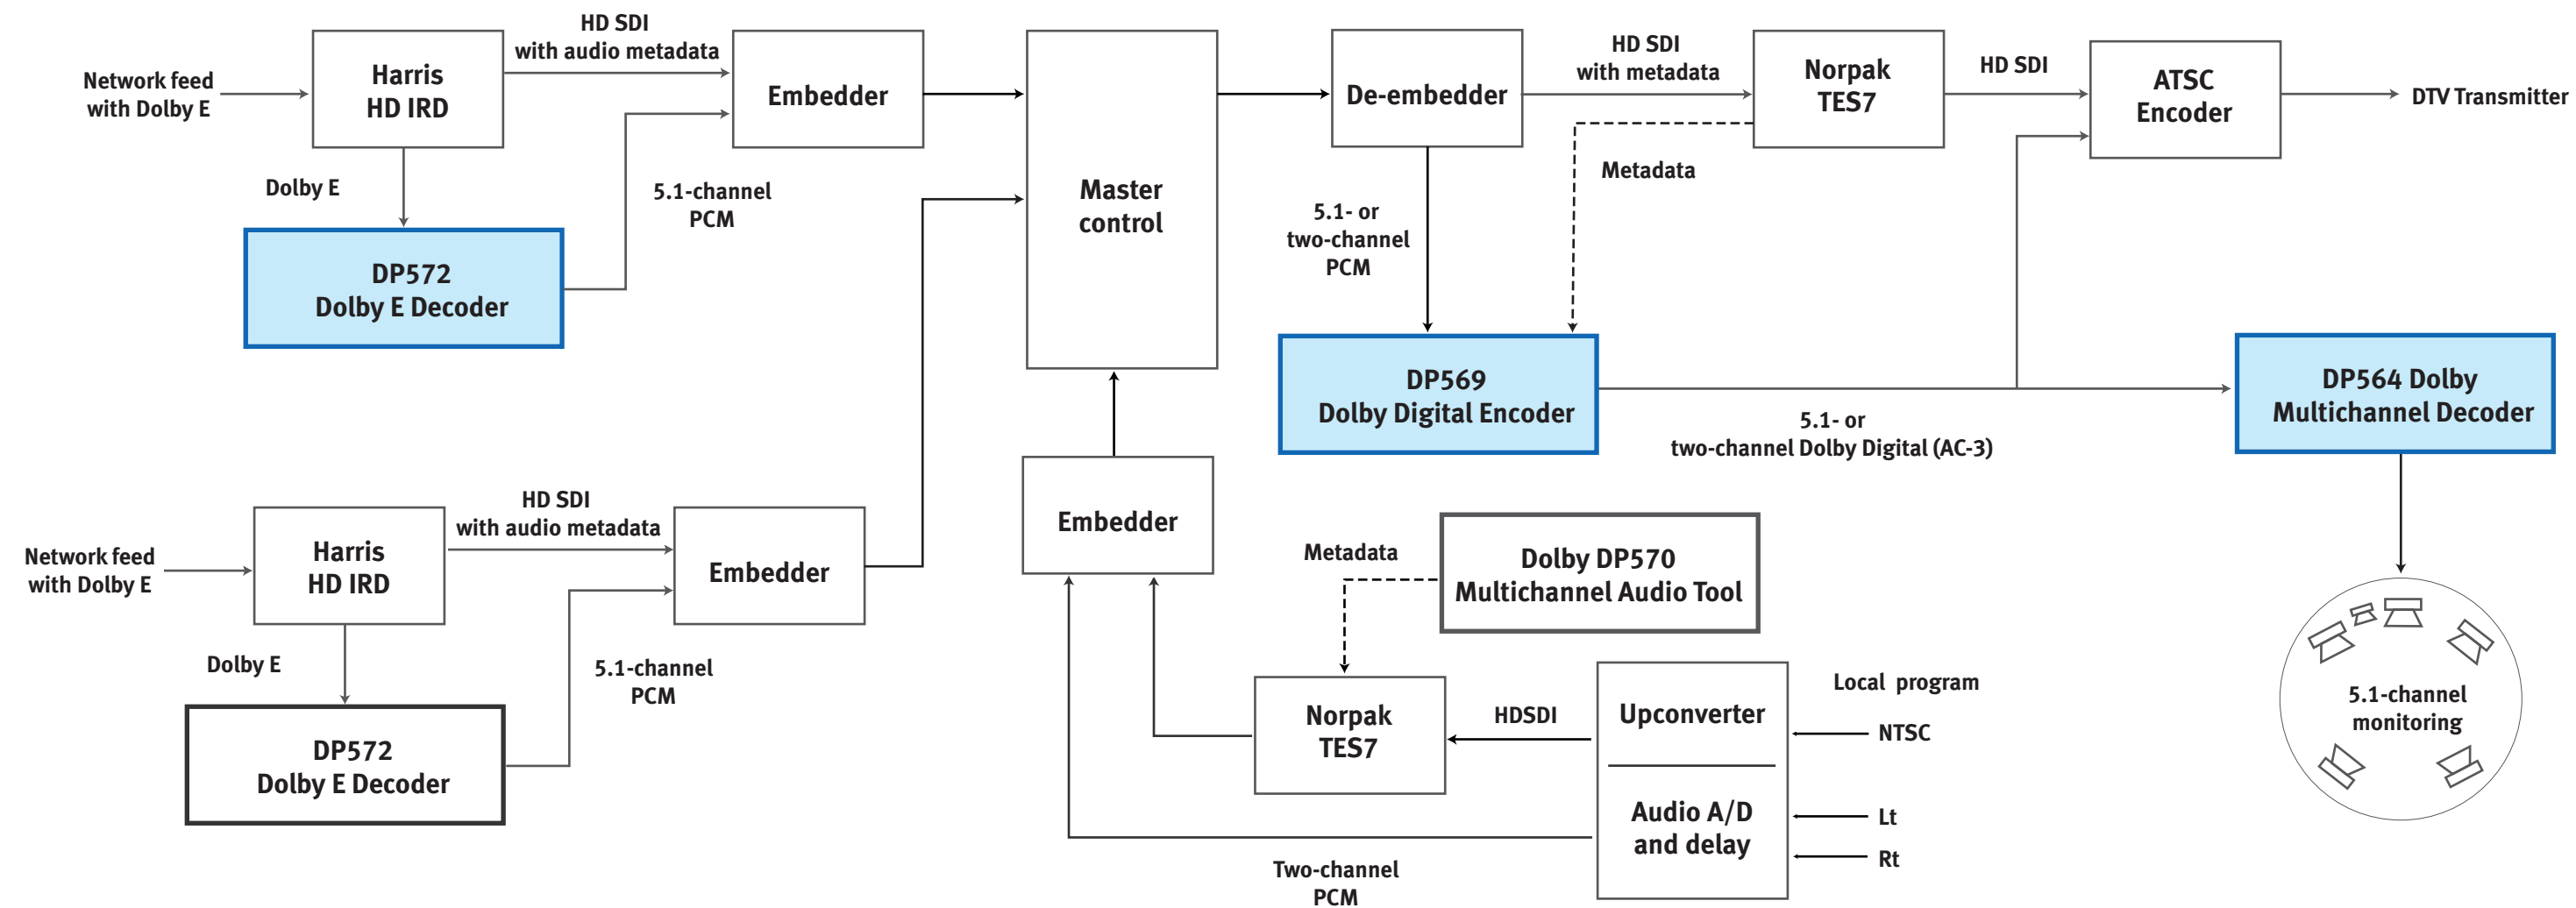 HD SDI
with audio metadata
Network feed
with Dolby E
Harris
HD IRD
Embedder
Dolby E
5.1-channel
PCM
DP572
Dolby E Decoder
Master
control
De-embedder
HD SDI
with metadata
Norpak
TES7
HD SDI
ATSC
Encoder
DTV Transmitter
Metadata
5.1- or
two-channel
PCM
DP569
Dolby Digital Encoder
5.1- or
two-channel Dolby Digital (AC-3)
DP564 Dolby
Multichannel Decoder
HD SDI
with audio metadata
Network feed
with Dolby E
Harris
HD IRD
Embedder
Dolby E
5.1-channel
PCM
DP572
Dolby E Decoder
Embedder
Metadata
Dolby DP570
Multichannel Audio Tool
Norpak
TES7
HDSDI
Upconverter
Audio A/D
and delay
Local program
NTSC
Lt
Rt
Two-channel
PCM
5.1-channel
monitoring